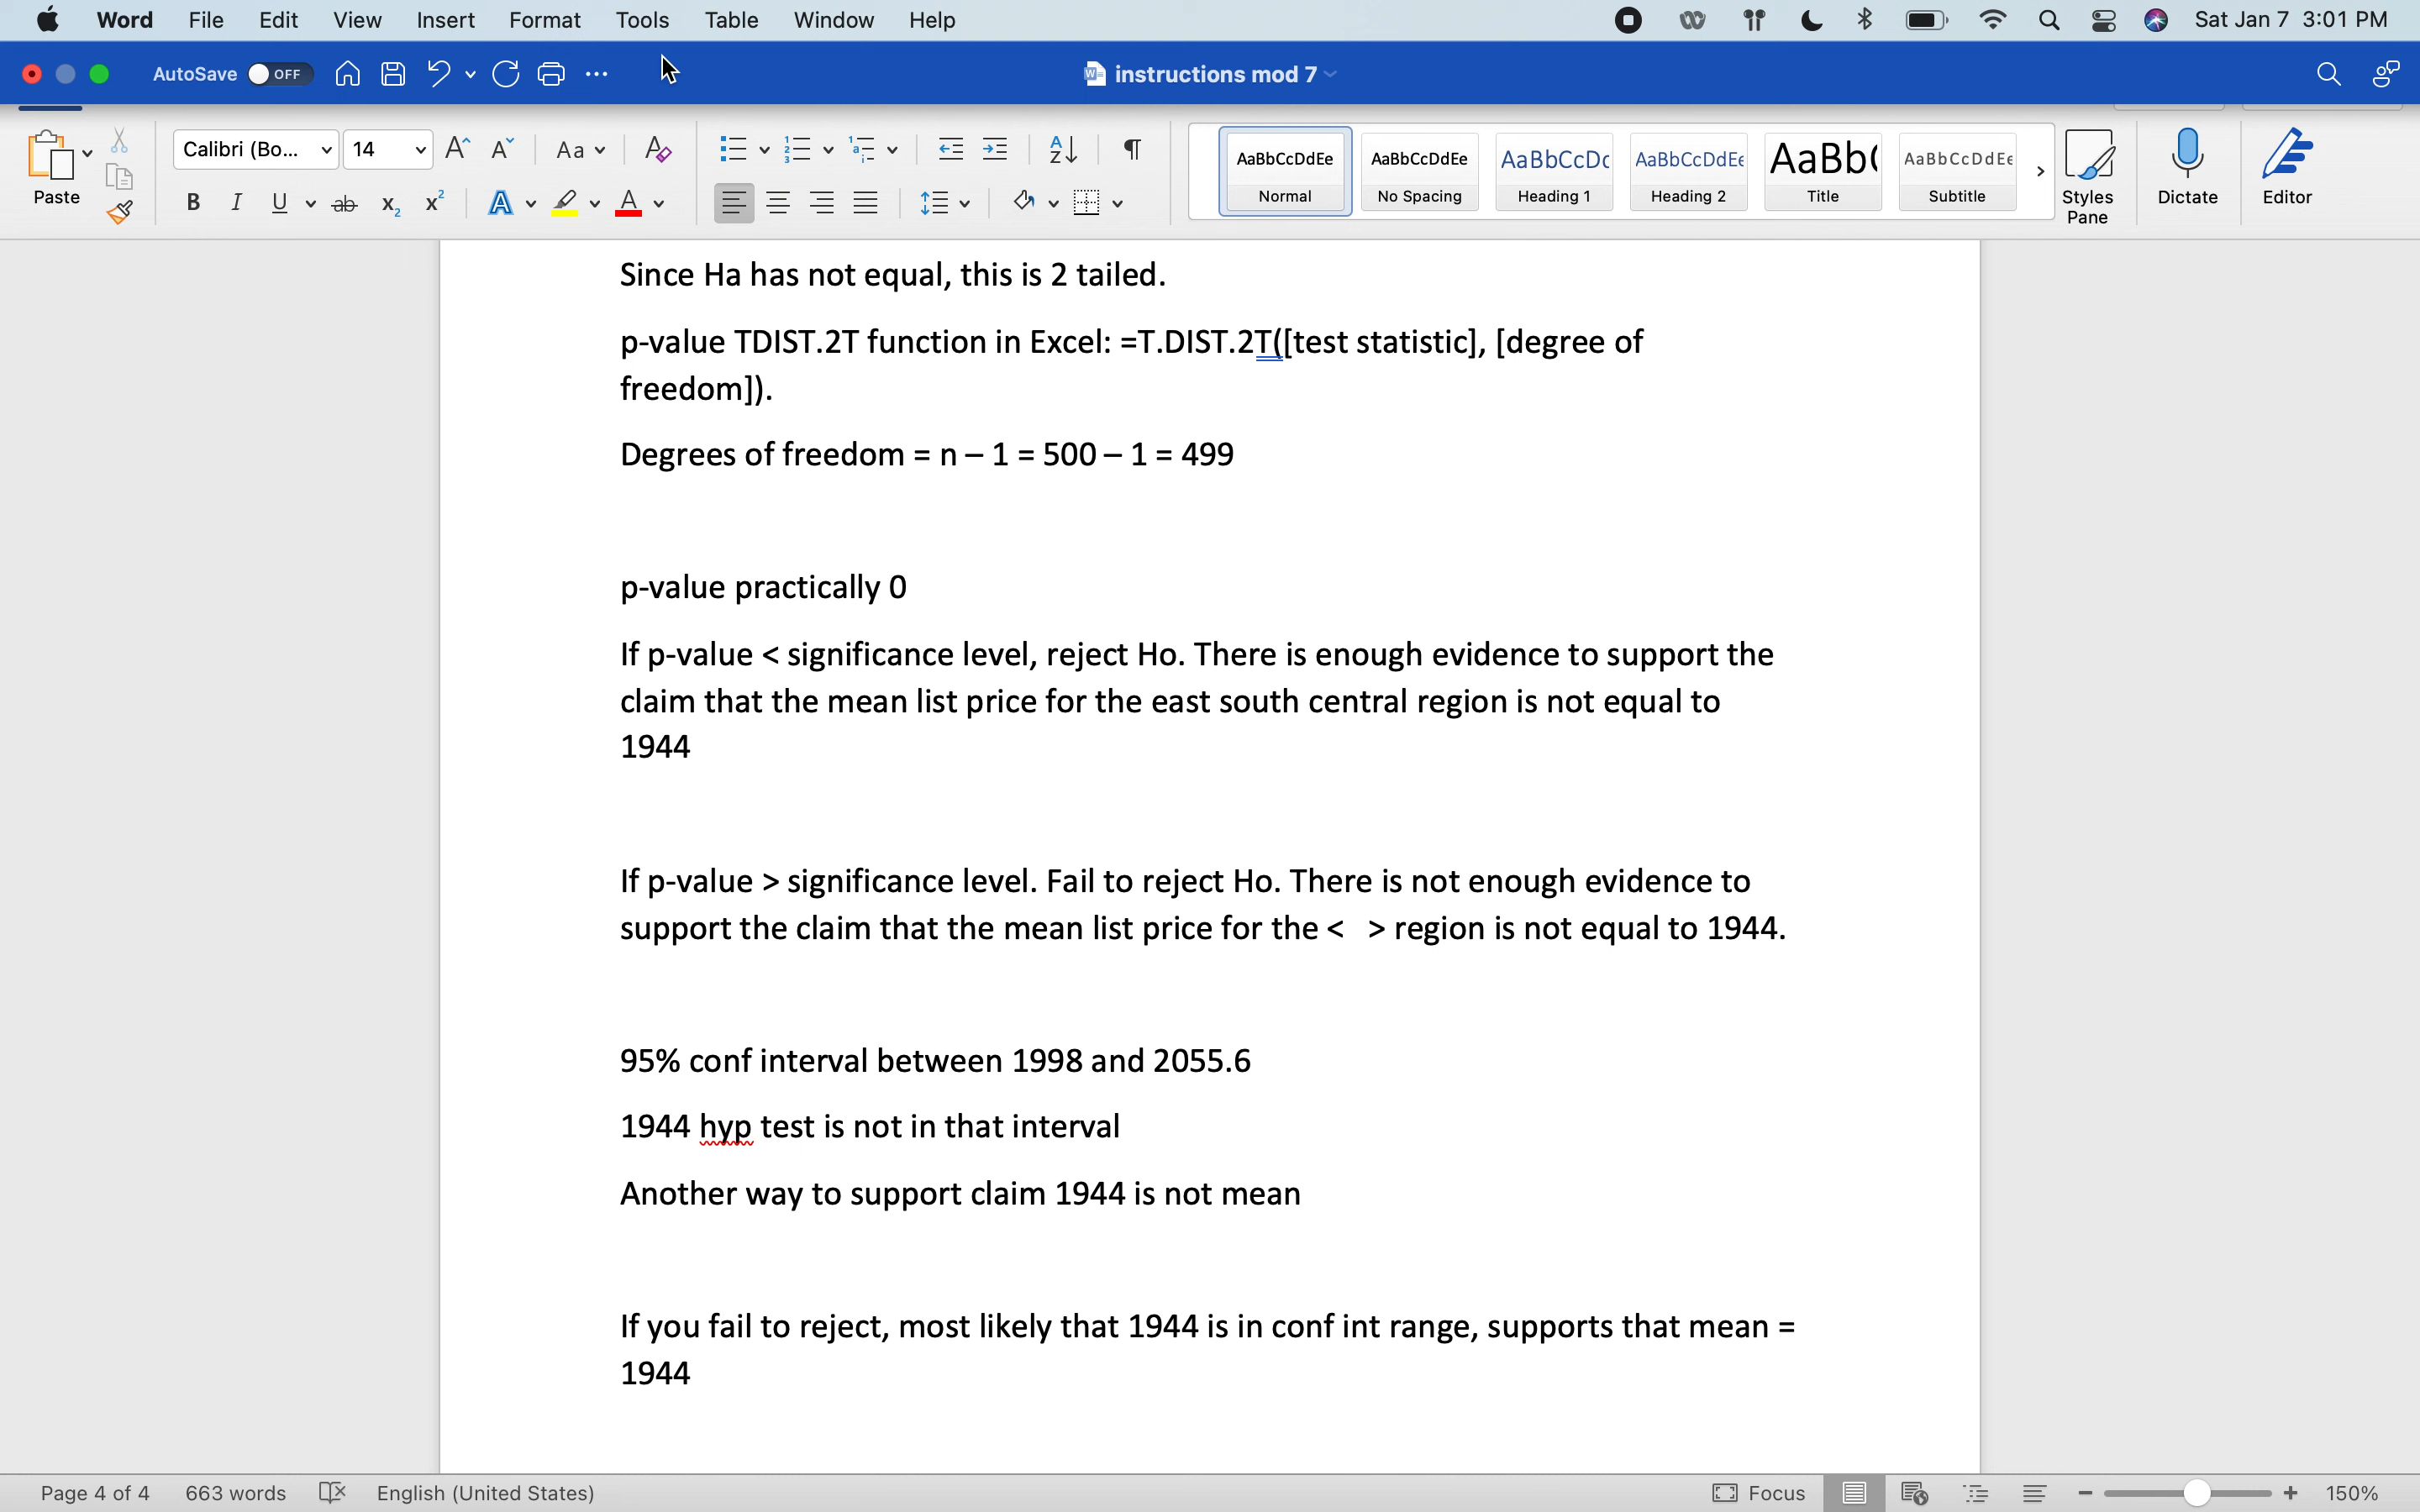 Word File Edit View Insert Format Tools Table Window Help Sat Jan 7 3:01 PM
AutoSave OFF instructions mod 7
Paste Calibri (Bo... 14 Aa AaBbCcDdEe AaBbCcDdEe AaBbCcDc AaBbCcDdEe AaBb( AaBbCcDdEe
Normal No Spacing Heading 1 Heading 2 Title Subtitle Styles Pane Dictate Editor
Since Ha has not equal, this is 2 tailed.
p-value TDIST.2T function in Excel: =T.DIST.2T([test statistic], [degree of
freedom]).
Degrees of freedom = n – 1 = 500 – 1 = 499
p-value practically 0
If p-value < significance level, reject Ho. There is enough evidence to support the
claim that the mean list price for the east south central region is not equal to
1944
If p-value > significance level. Fail to reject Ho. There is not enough evidence to
support the claim that the mean list price for the <  > region is not equal to 1944.
95% conf interval between 1998 and 2055.6
1944 hyp test is not in that interval
Another way to support claim 1944 is not mean
If you fail to reject, most likely that 1944 is in conf int range, supports that mean =
1944
Page 4 of 4 663 words English (United States) Focus 150%